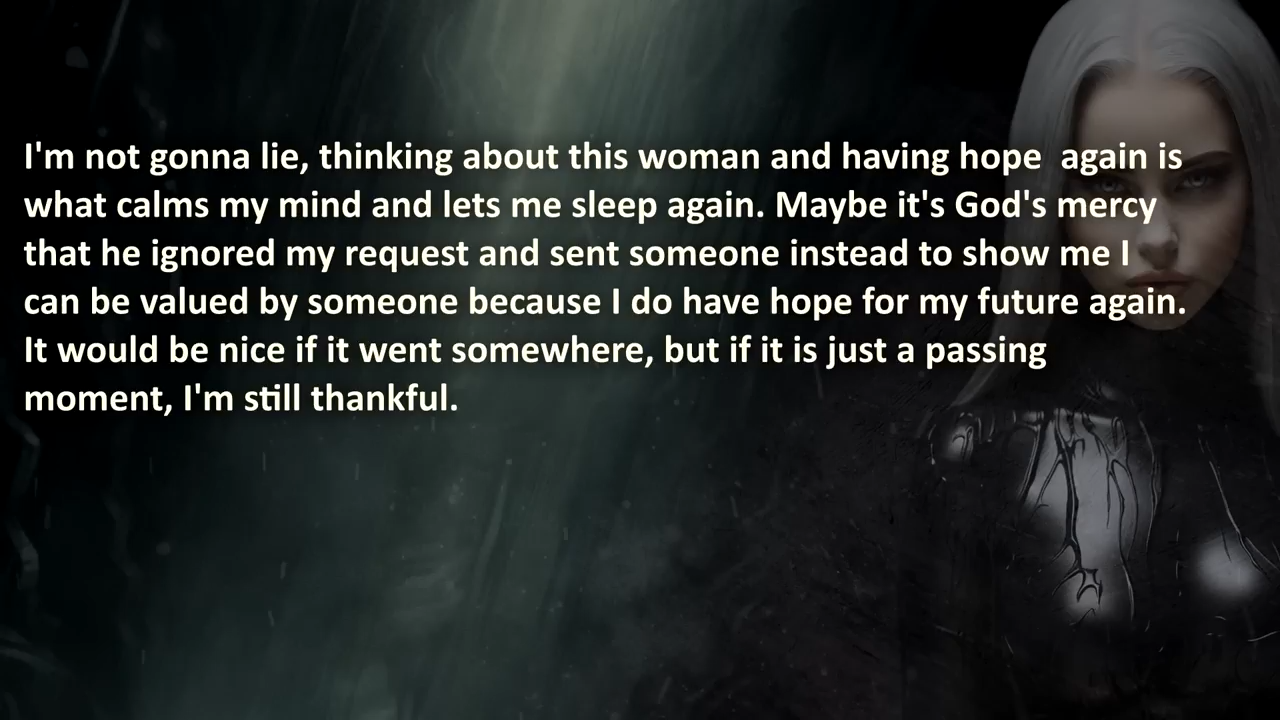 I'm not gonna lie, thinking about this woman and having hope  again is
what calms my mind and lets me sleep again. Maybe it's God's mercy
that he ignored my request and sent someone instead to show me I
can be valued by someone because I do have hope for my future again.
It would be nice if it went somewhere, but if it is just a passing
moment, I'm still thankful.